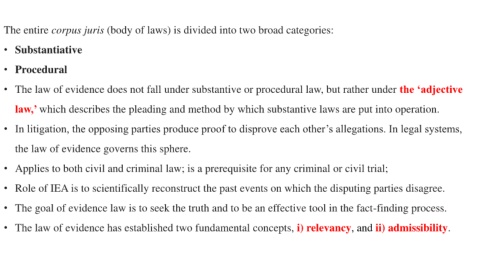 The entire corpus juris (body of laws) is divided into two broad categories:
• Substantiative
• Procedural
• The law of evidence does not fall under substantive or procedural law, but rather under the ‘adjective
law,’ which describes the pleading and method by which substantive laws are put into operation.
• In litigation, the opposing parties produce proof to disprove each other’s allegations. In legal systems,
the law of evidence governs this sphere.
• Applies to both civil and criminal law; is a prerequisite for any criminal or civil trial;
• Role of IEA is to scientifically reconstruct the past events on which the disputing parties disagree.
• The goal of evidence law is to seek the truth and to be an effective tool in the fact-finding process.
• The law of evidence has established two fundamental concepts, i) relevancy, and ii) admissibility.